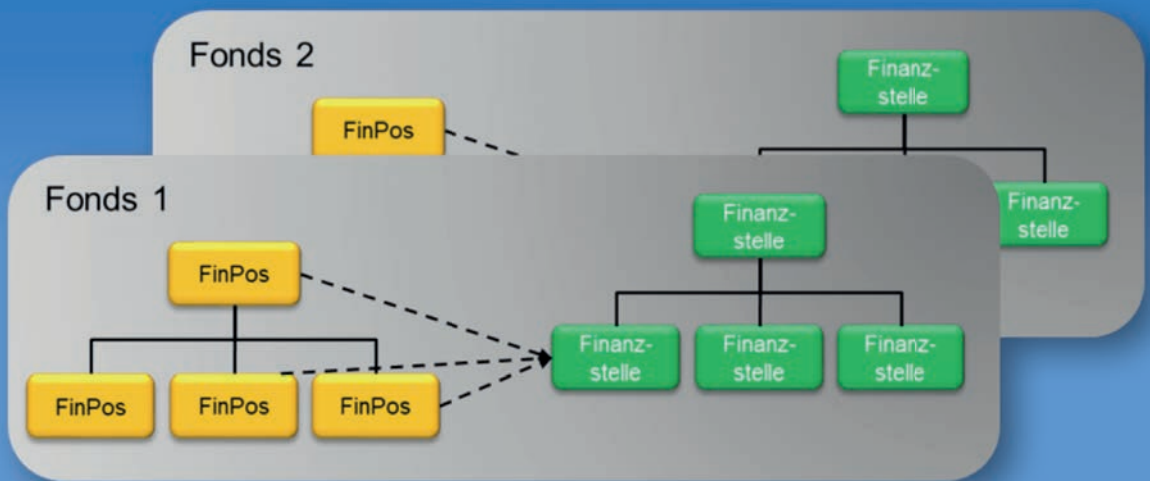 Fonds 2
Finanz-
stelle
FinPos
Finanz-
stelle
Fonds 1
Finanz-
stelle
FinPos
Finanz-
stelle
Finanz-
stelle
Finanz-
stelle
FinPos
FinPos
FinPos